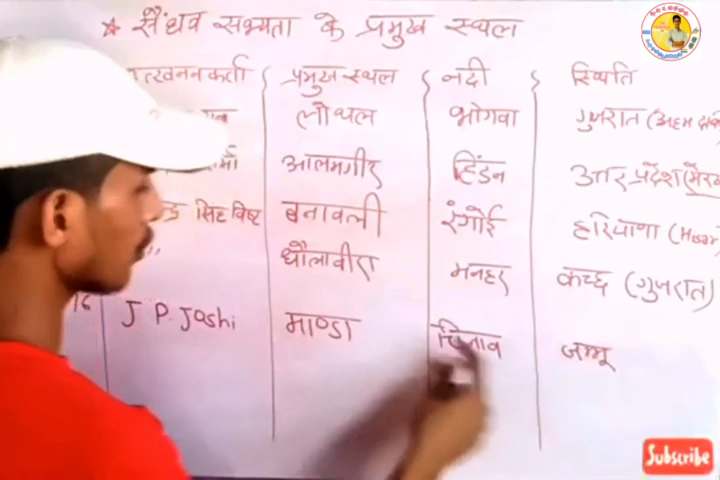 * सैंधव सभ्यता के प्रमुख स्थल
प्रमुख स्थल नदी स्थिति
लोथल भोगवा गुजरात
आलमगीर हिंडन
सिंह विष्ट बनावली रंगोई हरियाणा (Hisar)
" धौलावीरा मनहर कच्छ (गुजरात)
J P. Joshi माण्डा चिनाव जम्मू
Subscribe